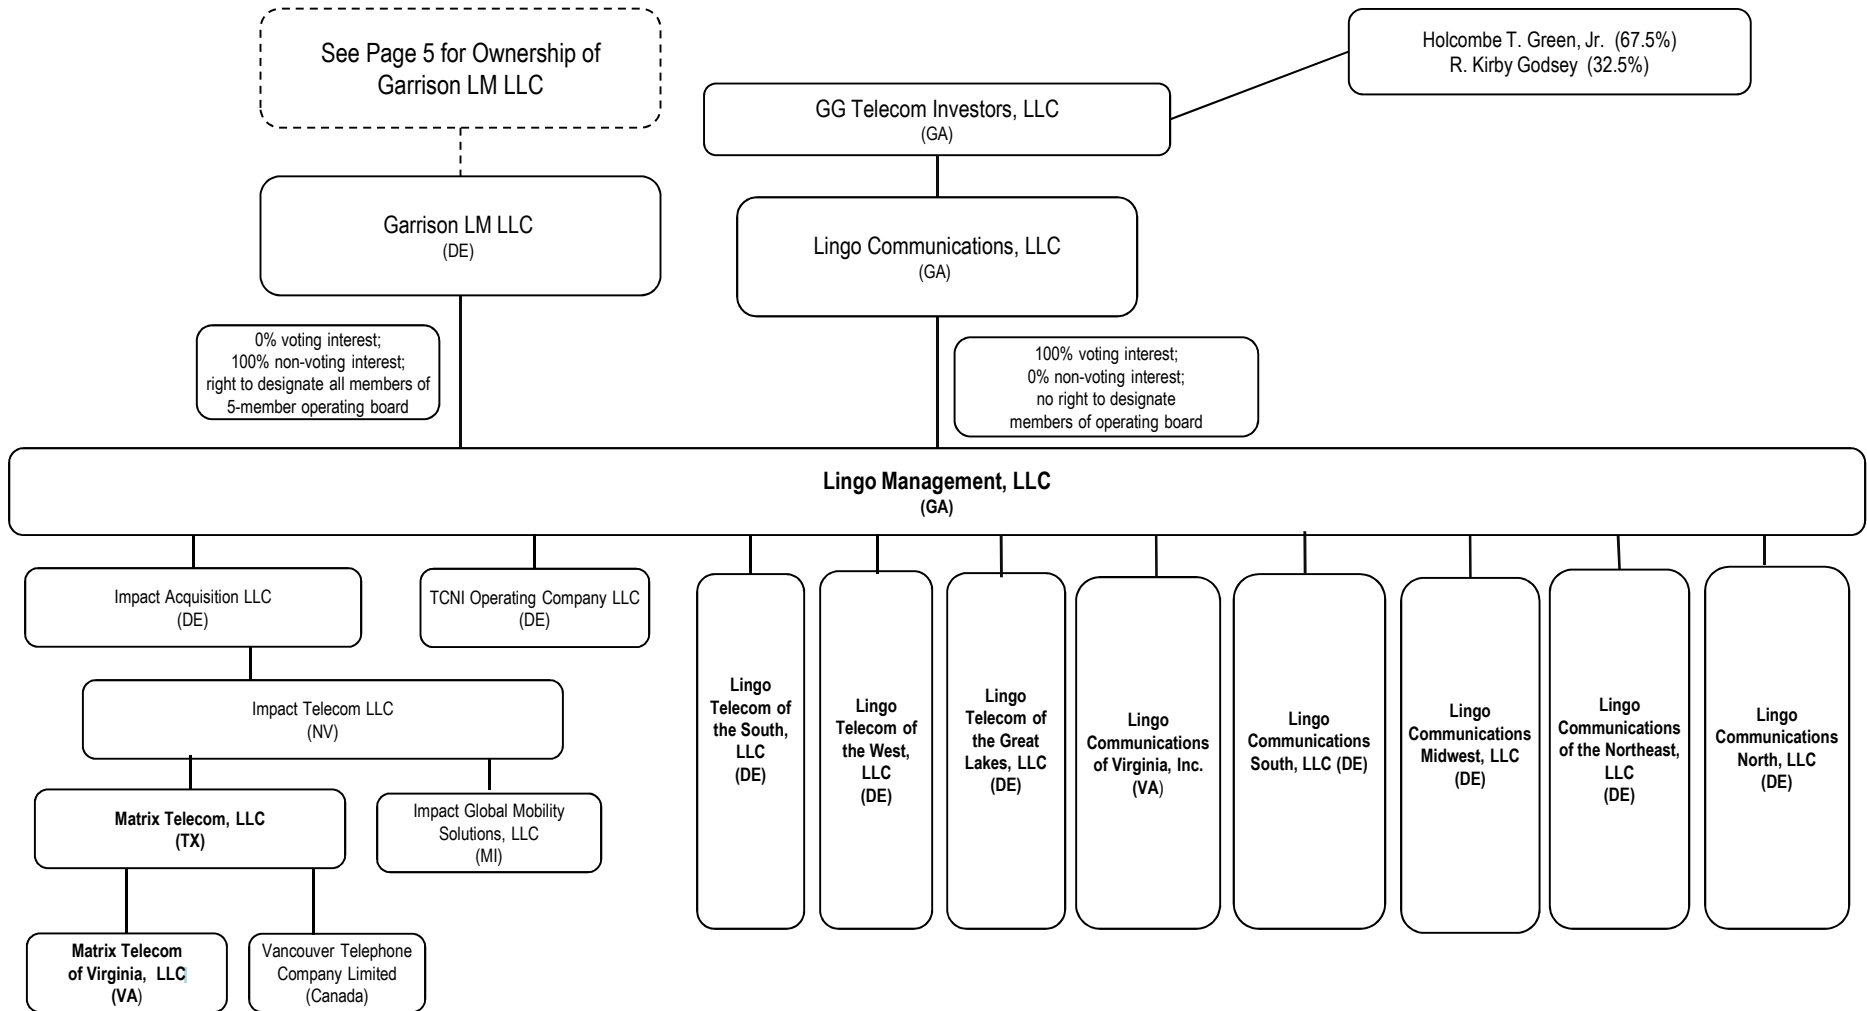 See Page 5 for Ownership of
Garrison LM LLC
Holcombe T. Green, Jr. (67.5%)
R. Kirby Godsey (32.5%)
GG Telecom Investors, LLC
(GA)
Garrison LM LLC
(DE)
Lingo Communications, LLC
(GA)
0% voting interest;
100% non-voting interest;
right to designate all members of
5-member operating board
100% voting interest;
0% non-voting interest;
no right to designate
members of operating board
Lingo Management, LLC
(GA)
Impact Acquisition LLC
(DE)
TCNI Operating Company LLC
(DE)
Impact Telecom LLC
(NV)
Matrix Telecom, LLC
(TX)
Impact Global Mobility
Solutions, LLC
(MI)
Matrix Telecom
of Virginia, LLC
(VA)
Vancouver Telephone
Company Limited
(Canada)
Lingo
Telecom of
the South,
LLC
(DE)
Lingo
Telecom of
the West,
LLC
(DE)
Lingo
Telecom of
the Great
Lakes, LLC
(DE)
Lingo
Communications
of Virginia, Inc.
(VA)
Lingo
Communications
South, LLC (DE)
Lingo
Communications
Midwest, LLC
(DE)
Lingo
Communications
of the Northeast,
LLC
(DE)
Lingo
Communications
North, LLC
(DE)